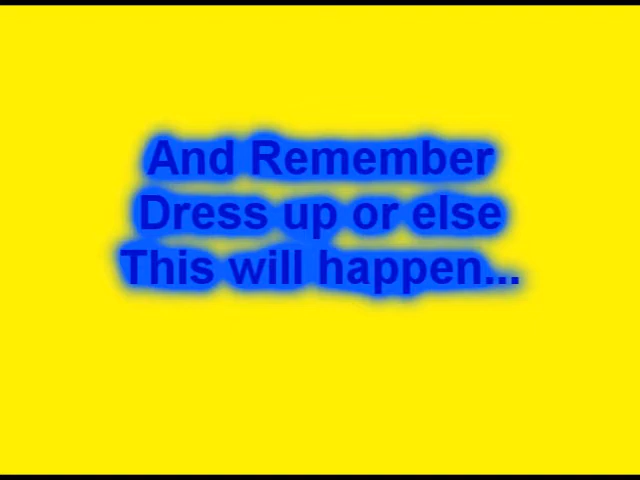 And Remember
Dress up or else
This will happen...